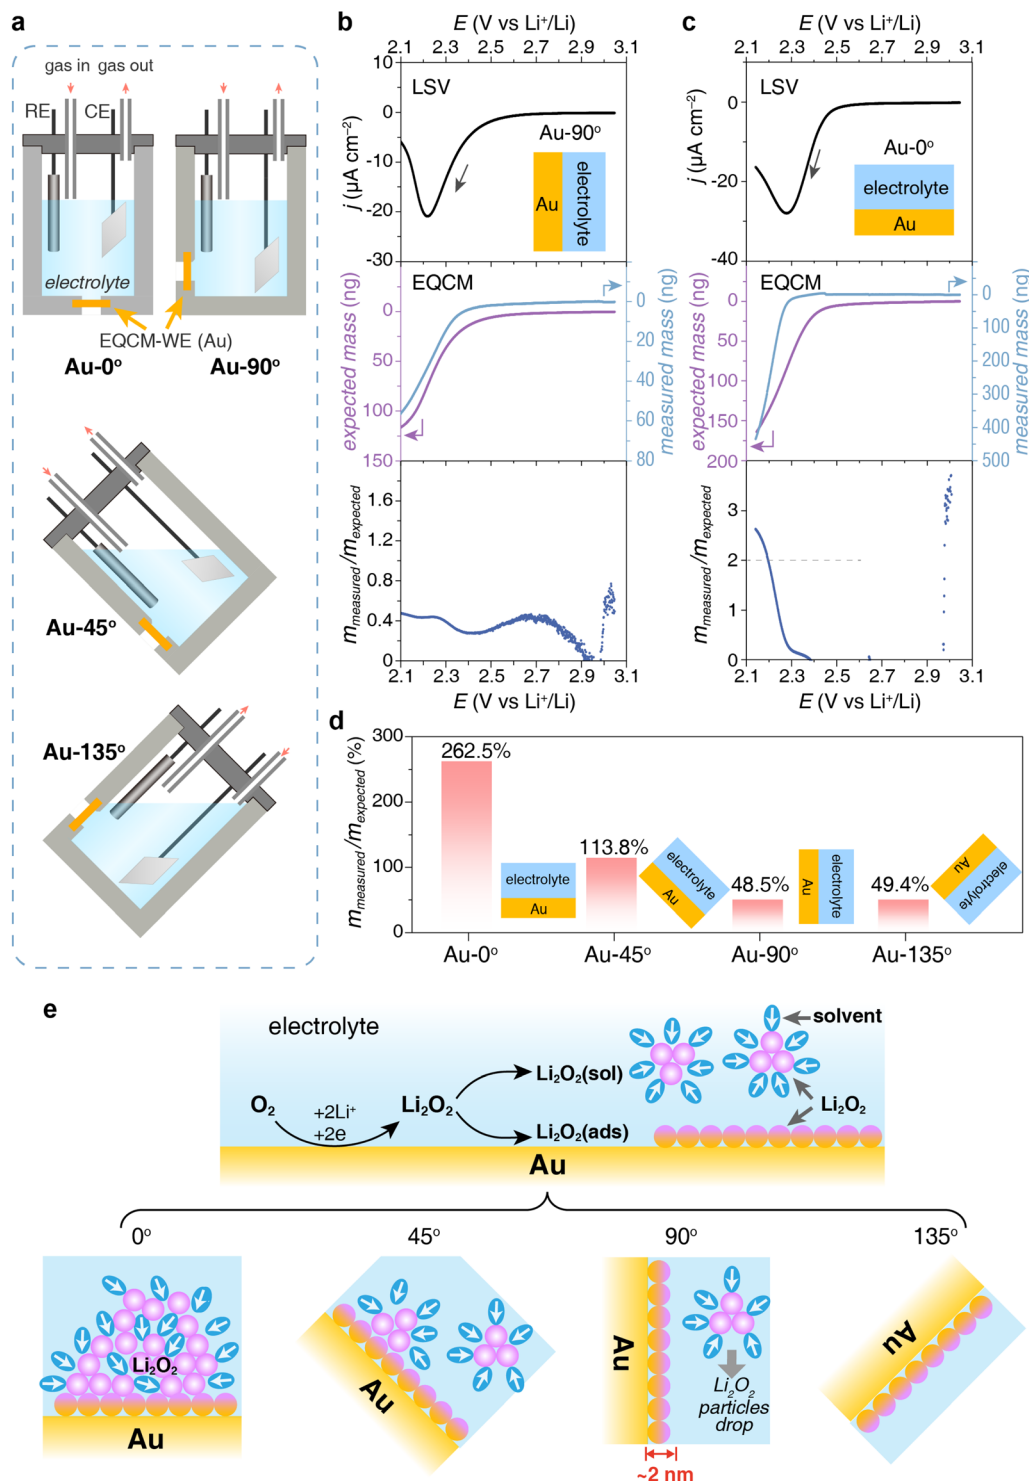 a
gas in gas out
RE
CE
electrolyte
EQCM-WE (Au)
Au-0°
Au-90°
Au-45°
Au-135°
b
E (V vs Li⁺/Li)
2.1 2.3 2.5 2.7 2.9 3.1
LSV
Au-90°
Au
electrolyte
j (μA cm⁻²)
10
0
-10
-20
-30
EQCM
expected mass (ng)
0
50
100
150
measured mass (ng)
0
20
40
60
80
m_measured/m_expected
1.6
1.2
0.8
0.4
0
2.1 2.3 2.5 2.7 2.9 3.1
E (V vs Li⁺/Li)
c
E (V vs Li⁺/Li)
2.1 2.3 2.5 2.7 2.9 3.1
LSV
Au-0°
electrolyte
Au
j (μA cm⁻²)
0
-20
-40
EQCM
expected mass (ng)
0
50
100
150
200
measured mass (ng)
0
100
200
300
400
500
m_measured/m_expected
3
2
1
0
2.1 2.3 2.5 2.7 2.9 3.1
E (V vs Li⁺/Li)
d
m_measured/m_expected (%)
300
200
100
0
262.5%
113.8%
48.5%
49.4%
electrolyte
Au
electrolyte
Au
Au
electrolyte
Au
electrolyte
Au-0°
Au-45°
Au-90°
Au-135°
e
electrolyte
solvent
O₂
+2Li⁺
+2e
Li₂O₂
Li₂O₂(sol)
Li₂O₂(ads)
Li₂O₂
Au
0°
45°
90°
135°
Li₂O₂
Au
Au
Au
Li₂O₂
particles
drop
~2 nm
Au